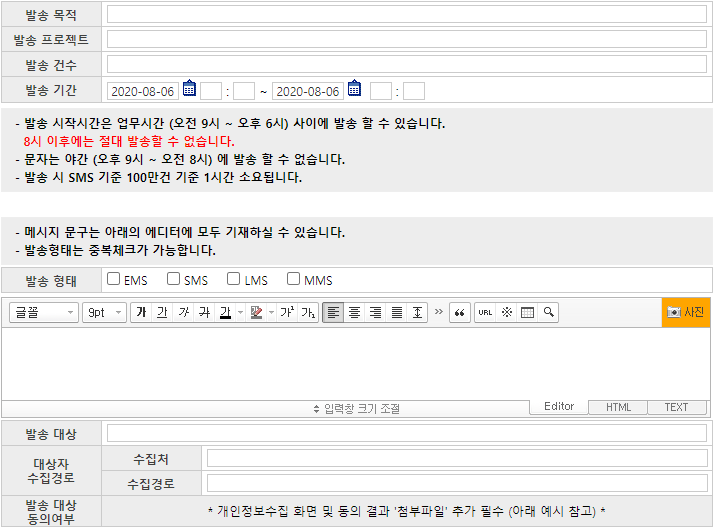 발송 목적
발송 프로젝트
발송 건수
발송 기간 2020-08-06 : ~ 2020-08-06 :
- 발송 시작시간은 업무시간 (오전 9시 ~ 오후 6시) 사이에 발송 할 수 있습니다.
8시 이후에는 절대 발송할 수 없습니다.
- 문자는 야간 (오후 9시 ~ 오전 8시) 에 발송 할 수 없습니다.
- 발송 시 SMS 기준 100만건 기준 1시간 소요됩니다.
- 메시지 문구는 아래의 에디터에 모두 기재하실 수 있습니다.
- 발송형태는 중복체크가 가능합니다.
발송 형태 EMS SMS LMS MMS
글꼴 9pt 가 가 가 가 가 가¹ 가₁ URL 사진
입력창 크기 조절 Editor HTML TEXT
발송 대상
대상자
수집경로
수집처
수집경로
발송 대상
동의여부
* 개인정보수집 화면 및 동의 결과 '첨부파일' 추가 필수 (아래 예시 참고) *